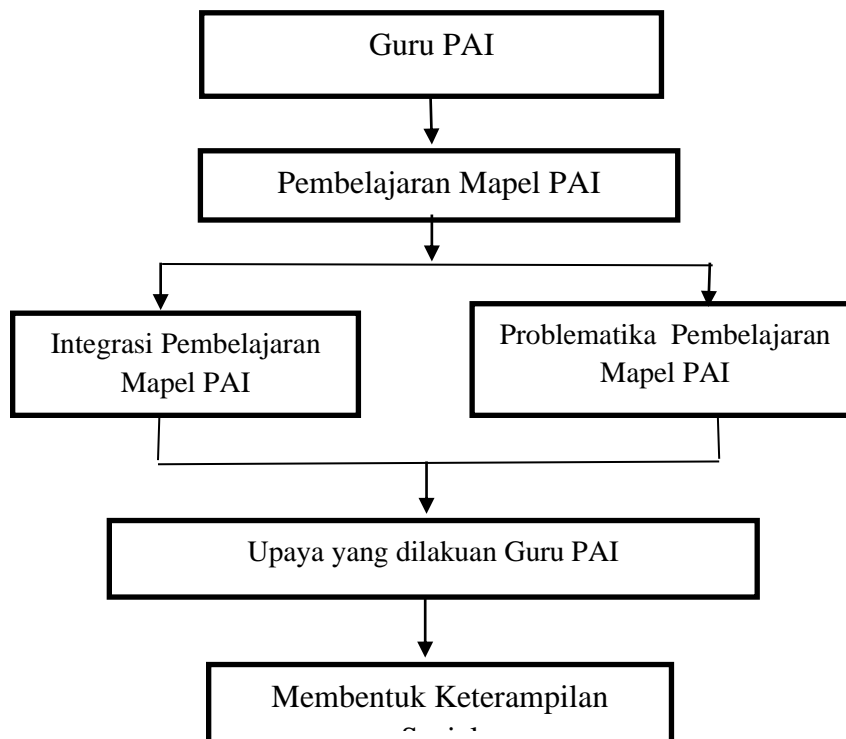 Guru PAI
Pembelajaran Mapel PAI
Integrasi Pembelajaran
Mapel PAI
Problematika Pembelajaran
Mapel PAI
Upaya yang dilakuan Guru PAI
Membentuk Keterampilan